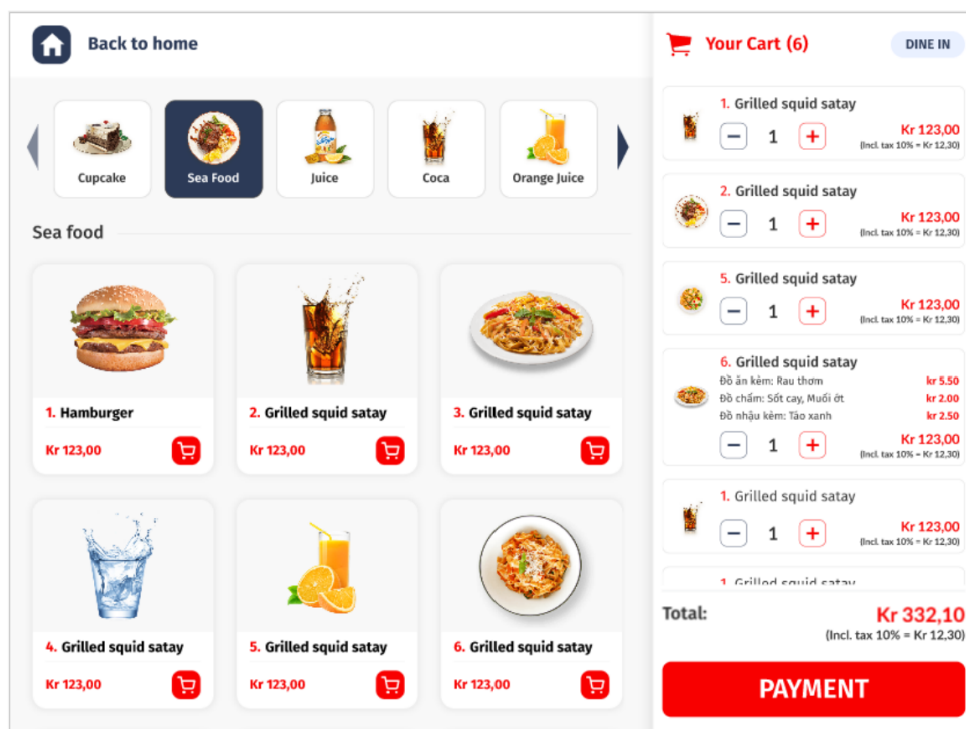 Back to home
Cupcake
Sea Food
Juice
Coca
Orange Juice
Sea food
1. Hamburger
Kr 123,00
2. Grilled squid satay
Kr 123,00
3. Grilled squid satay
Kr 123,00
4. Grilled squid satay
Kr 123,00
5. Grilled squid satay
Kr 123,00
6. Grilled squid satay
Kr 123,00
Your Cart (6)
DINE IN
1. Grilled squid satay
1
Kr 123,00
(Incl. tax 10% = Kr 12,30)
2. Grilled squid satay
1
Kr 123,00
(Incl. tax 10% = Kr 12,30)
5. Grilled squid satay
1
Kr 123,00
(Incl. tax 10% = Kr 12,30)
6. Grilled squid satay
Đồ ăn kèm: Rau thơm kr 5.50
Đồ chấm: Sốt cay, Muối ớt kr 2.00
Đồ nhậu kèm: Táo xanh kr 2.50
1
Kr 123,00
(Incl. tax 10% = Kr 12,30)
1. Grilled squid satay
1
Kr 123,00
(Incl. tax 10% = Kr 12,30)
1. Grilled squid satay
Total: Kr 332,10
(Incl. tax 10% = Kr 12,30)
PAYMENT